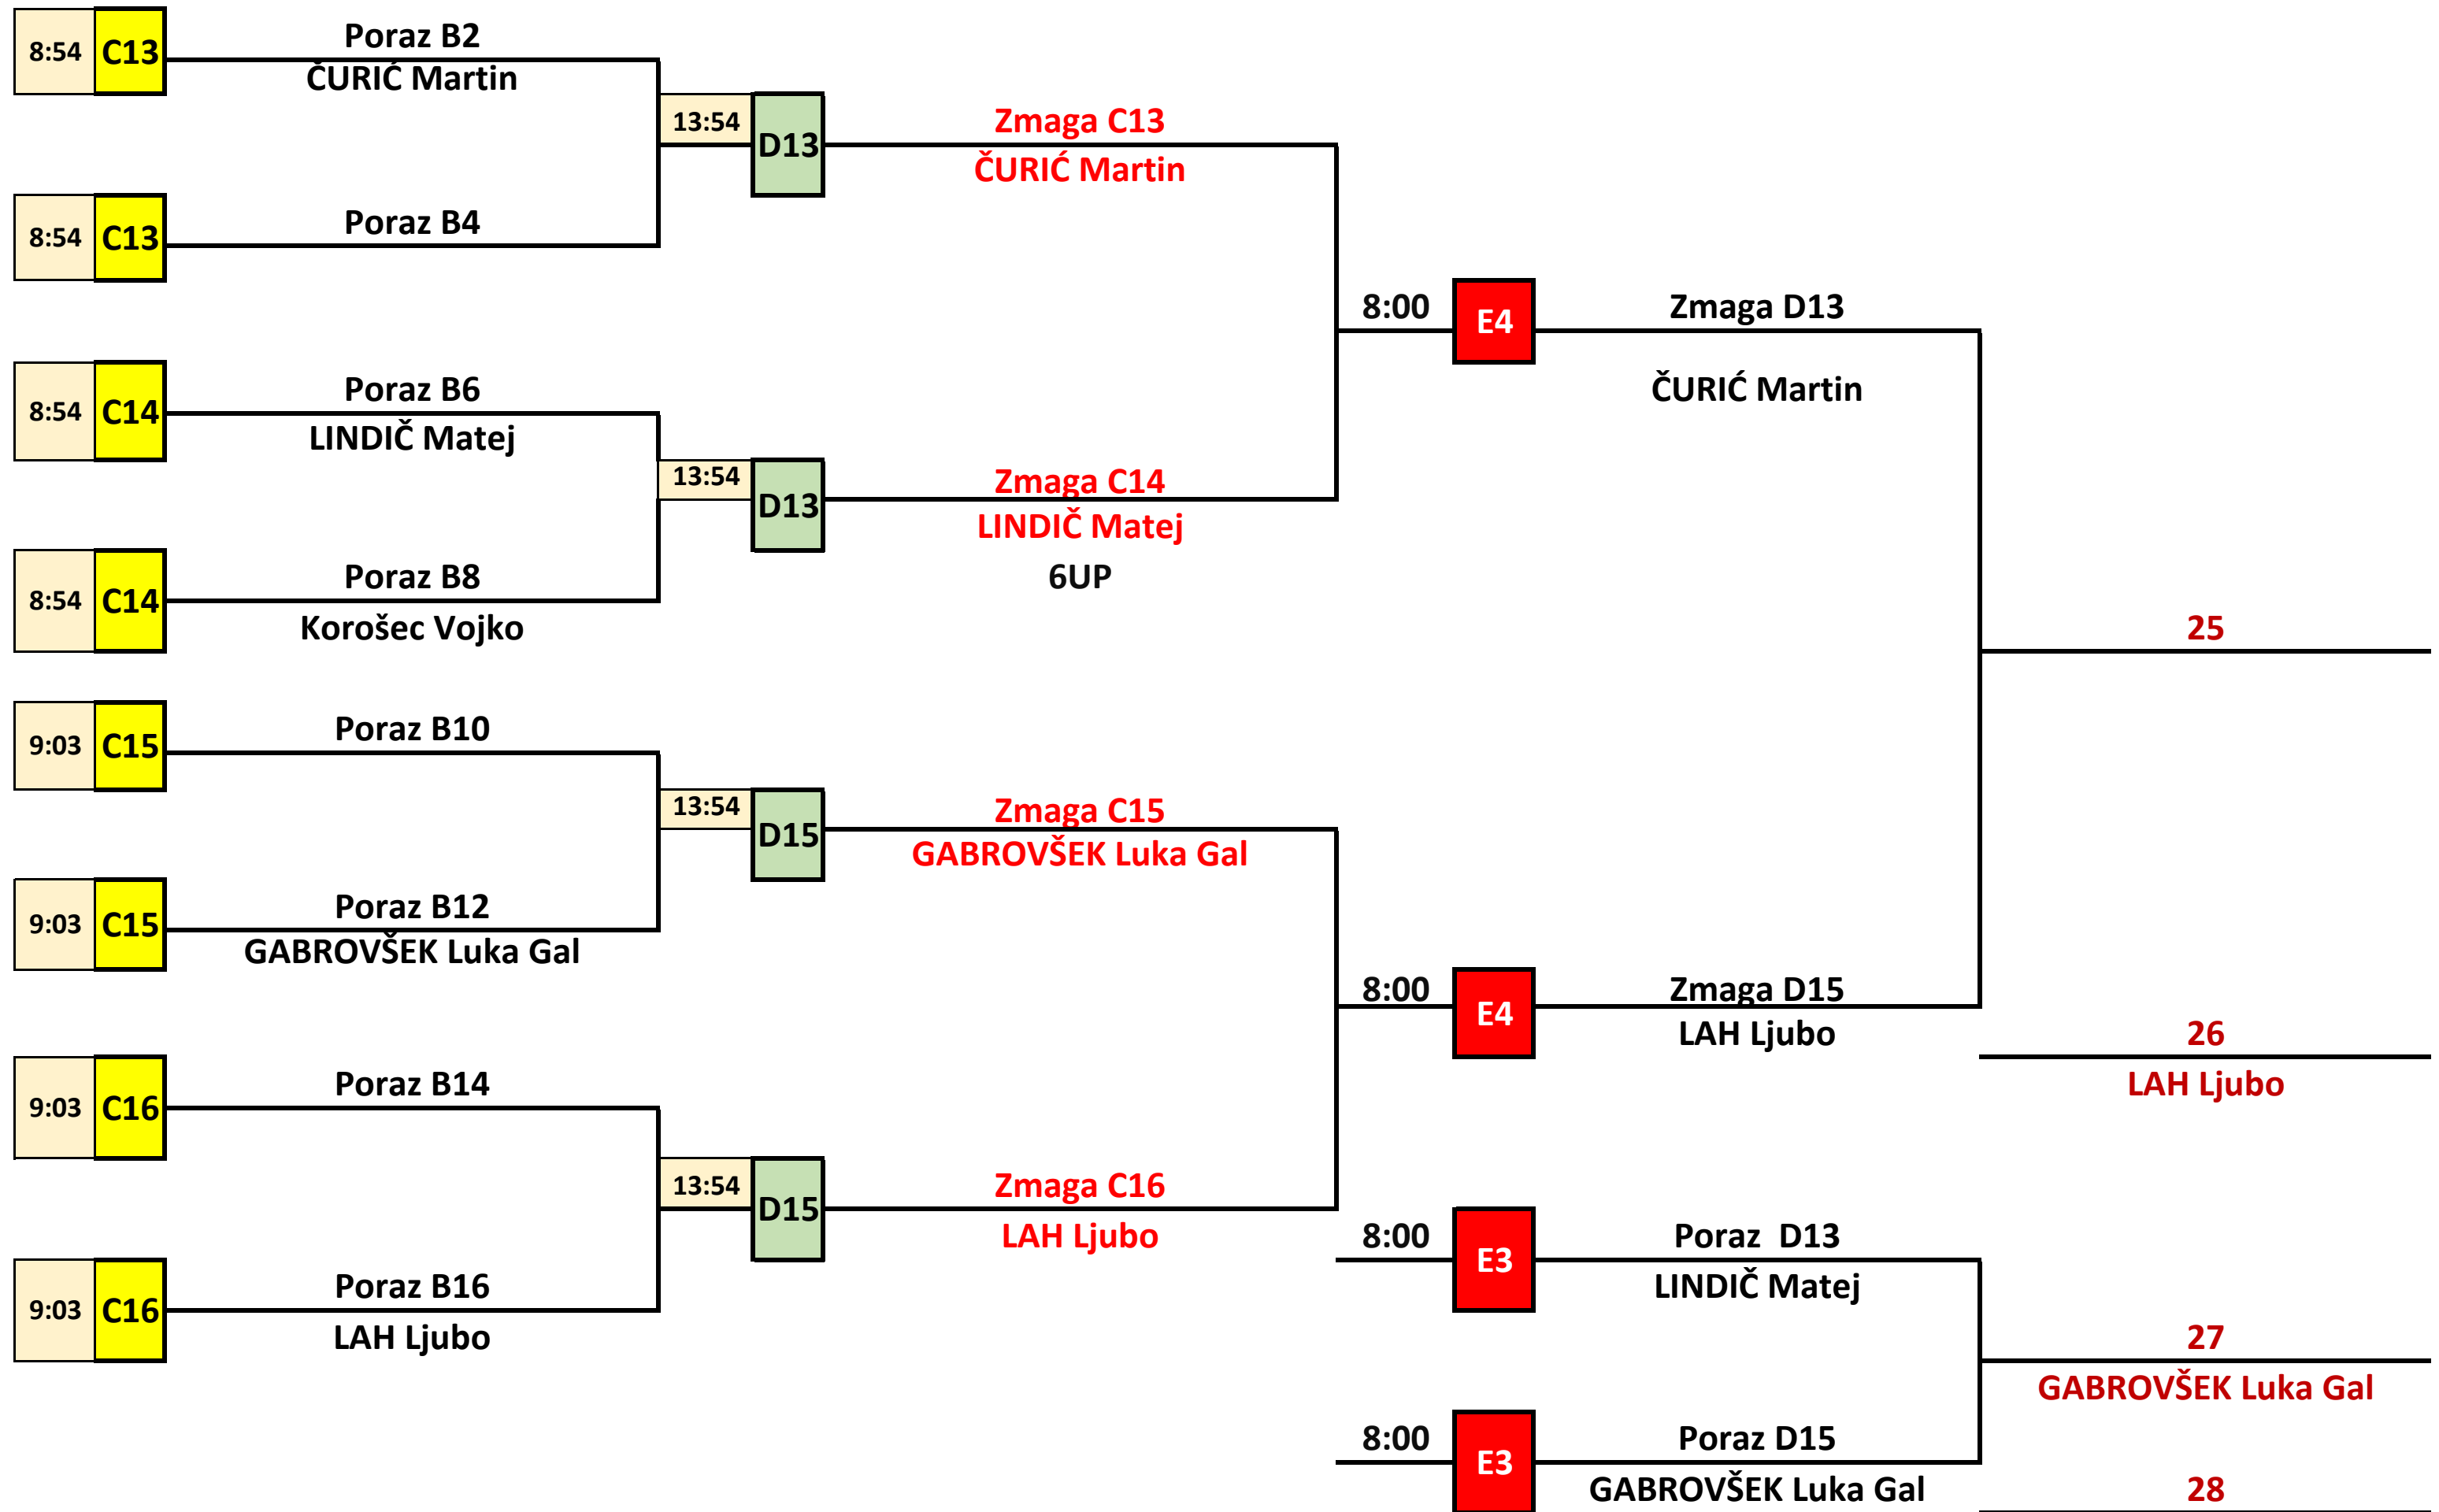 8:54 C13 Poraz B2
ČURIĆ Martin
13:54 D13 Zmaga C13
ČURIĆ Martin
8:54 C13 Poraz B4
8:00 E4 Zmaga D13
ČURIĆ Martin
8:54 C14 Poraz B6
LINDIČ Matej
13:54 D13 Zmaga C14
LINDIČ Matej
6UP
8:54 C14 Poraz B8
Korošec Vojko
25
9:03 C15 Poraz B10
13:54 D15 Zmaga C15
GABROVŠEK Luka Gal
9:03 C15 Poraz B12
GABROVŠEK Luka Gal
8:00 E4 Zmaga D15
LAH Ljubo
26
LAH Ljubo
9:03 C16 Poraz B14
13:54 D15 Zmaga C16
LAH Ljubo
8:00 E3 Poraz  D13
LINDIČ Matej
9:03 C16 Poraz B16
LAH Ljubo
27
GABROVŠEK Luka Gal
8:00 E3 Poraz D15
GABROVŠEK Luka Gal
28